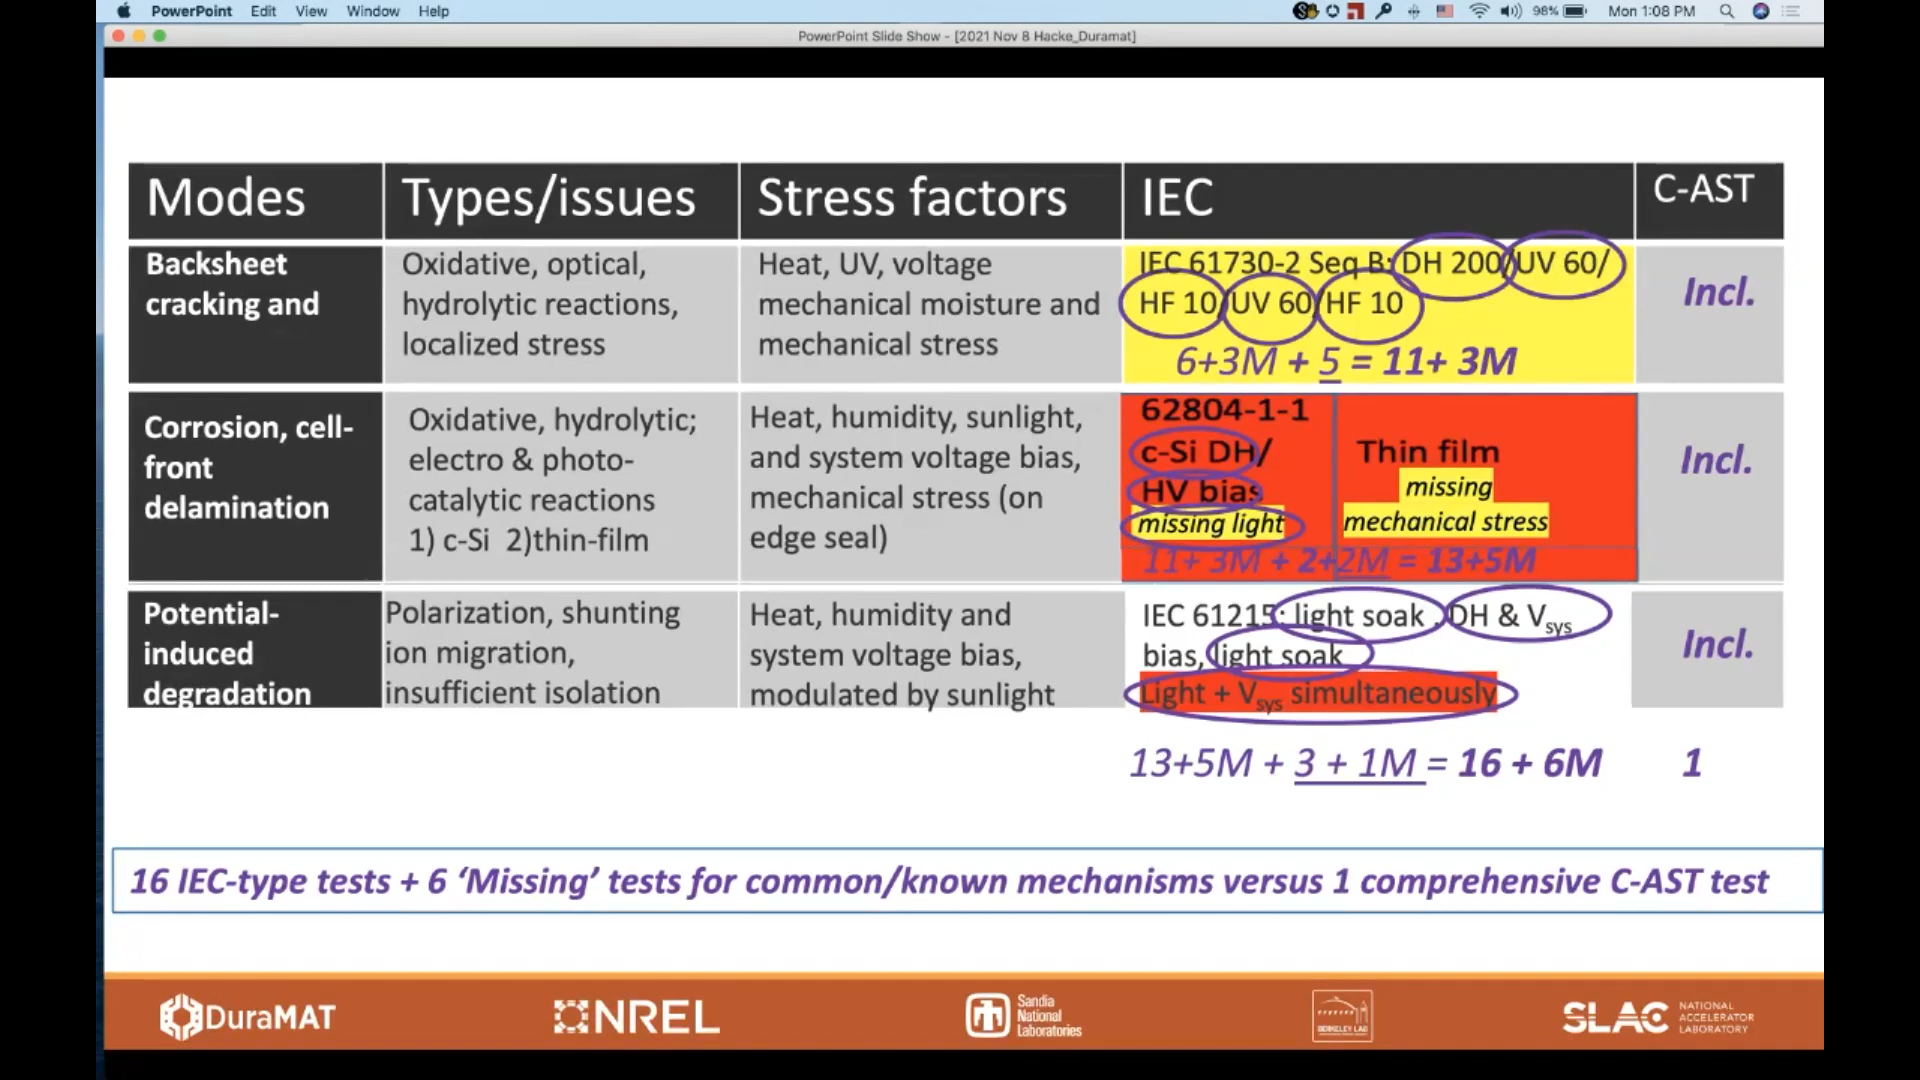 PowerPoint Edit View Window Help 98% Mon 1:08 PM
PowerPoint Slide Show - [2021 Nov 8 Hacke_Duramat]
Modes Types/issues Stress factors IEC C-AST
Backsheet
cracking and
Oxidative, optical,
hydrolytic reactions,
localized stress
Heat, UV, voltage
mechanical moisture and
mechanical stress
IEC 61730-2 Seq B: DH 200/UV 60/
HF 10/UV 60/HF 10
6+3M + 5 = 11+ 3M
Incl.
Corrosion, cell-
front
delamination
Oxidative, hydrolytic;
electro & photo-
catalytic reactions
1) c-Si 2)thin-film
Heat, humidity, sunlight,
and system voltage bias,
mechanical stress (on
edge seal)
62804-1-1
c-Si DH/
HV bias
missing light
Thin film
missing
mechanical stress
11+ 3M + 2+2M = 13+5M
Incl.
Potential-
induced
degradation
Polarization, shunting
ion migration,
insufficient isolation
Heat, humidity and
system voltage bias,
modulated by sunlight
IEC 61215: light soak , DH & Vsys
bias, light soak
Light + Vsys simultaneously
Incl.
13+5M + 3 + 1M = 16 + 6M 1
16 IEC-type tests + 6 ‘Missing’ tests for common/known mechanisms versus 1 comprehensive C-AST test
DuraMAT
NREL
Sandia
National
Laboratories
BERKELEY LAB
SLAC
NATIONAL
ACCELERATOR
LABORATORY